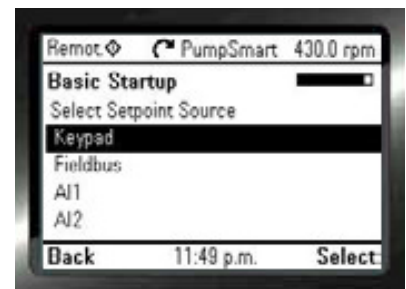 Remot. PumpSmart 430.0 rpm
Basic Startup
Select Setpoint Source
Keypad
Fieldbus
AI1
AI2
Back 11:49 p.m. Select